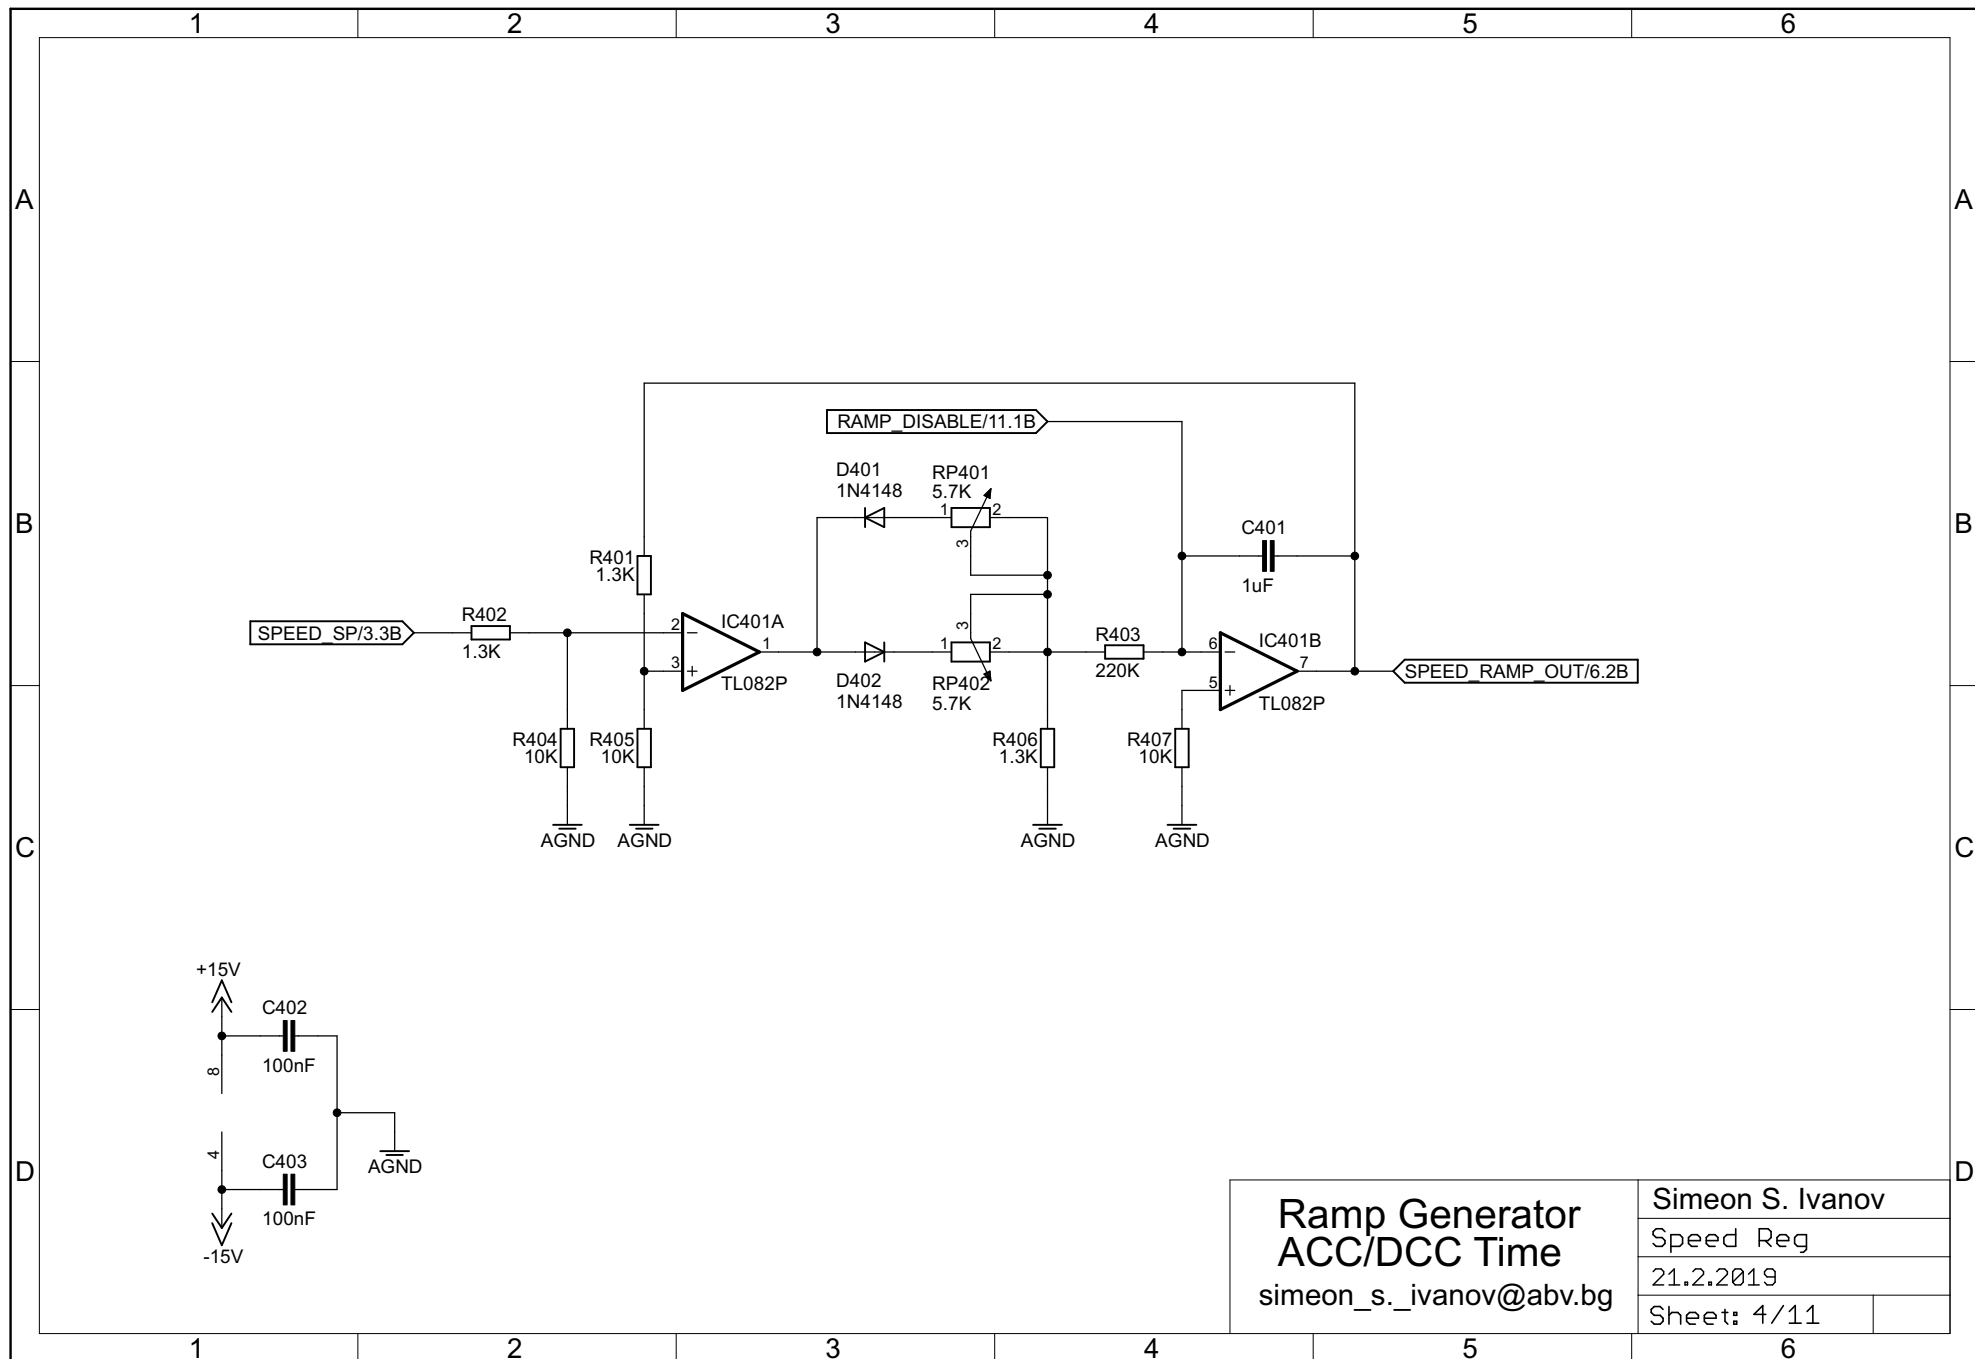 1 2 3 4 5 6
A A
RAMP_DISABLE/11.1B
D401
1N4148
RP401
5.7K
1 2
3
B B
C401
1uF
R401
1.3K
SPEED_SP/3.3B
R402
1.3K
2 −
3 +
1
IC401A
TL082P
D402
1N4148
3
1 2
RP402
5.7K
R403
220K
6 −
5 +
7
IC401B
TL082P
SPEED_RAMP_OUT/6.2B
R404
10K
R405
10K
R406
1.3K
R407
10K
AGND AGND AGND AGND
C C
+15V
C402
100nF
8
4
C403
100nF
AGND
-15V
D D
Ramp Generator
ACC/DCC Time
simeon_s._ivanov@abv.bg
Simeon S. Ivanov
Speed Reg
21.2.2019
Sheet: 4/11
1 2 3 4 5 6